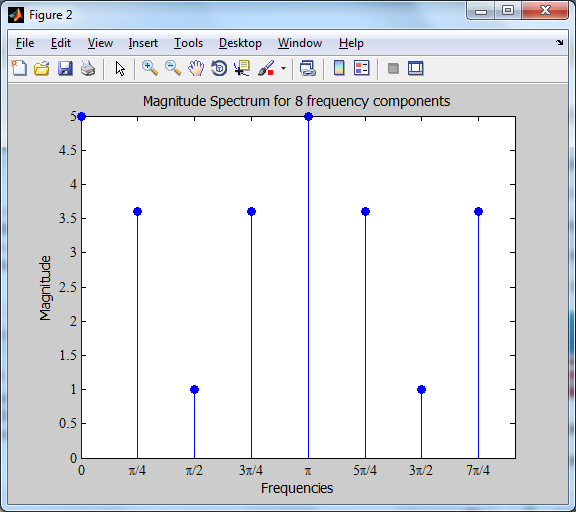 Figure 2
File Edit View Insert Tools Desktop Window Help
Magnitude Spectrum for 8 frequency components
5
4.5
4
3.5
3
2.5
2
1.5
1
0.5
0
Magnitude
0 π/4 π/2 3π/4 π 5π/4 3π/2 7π/4
Frequencies